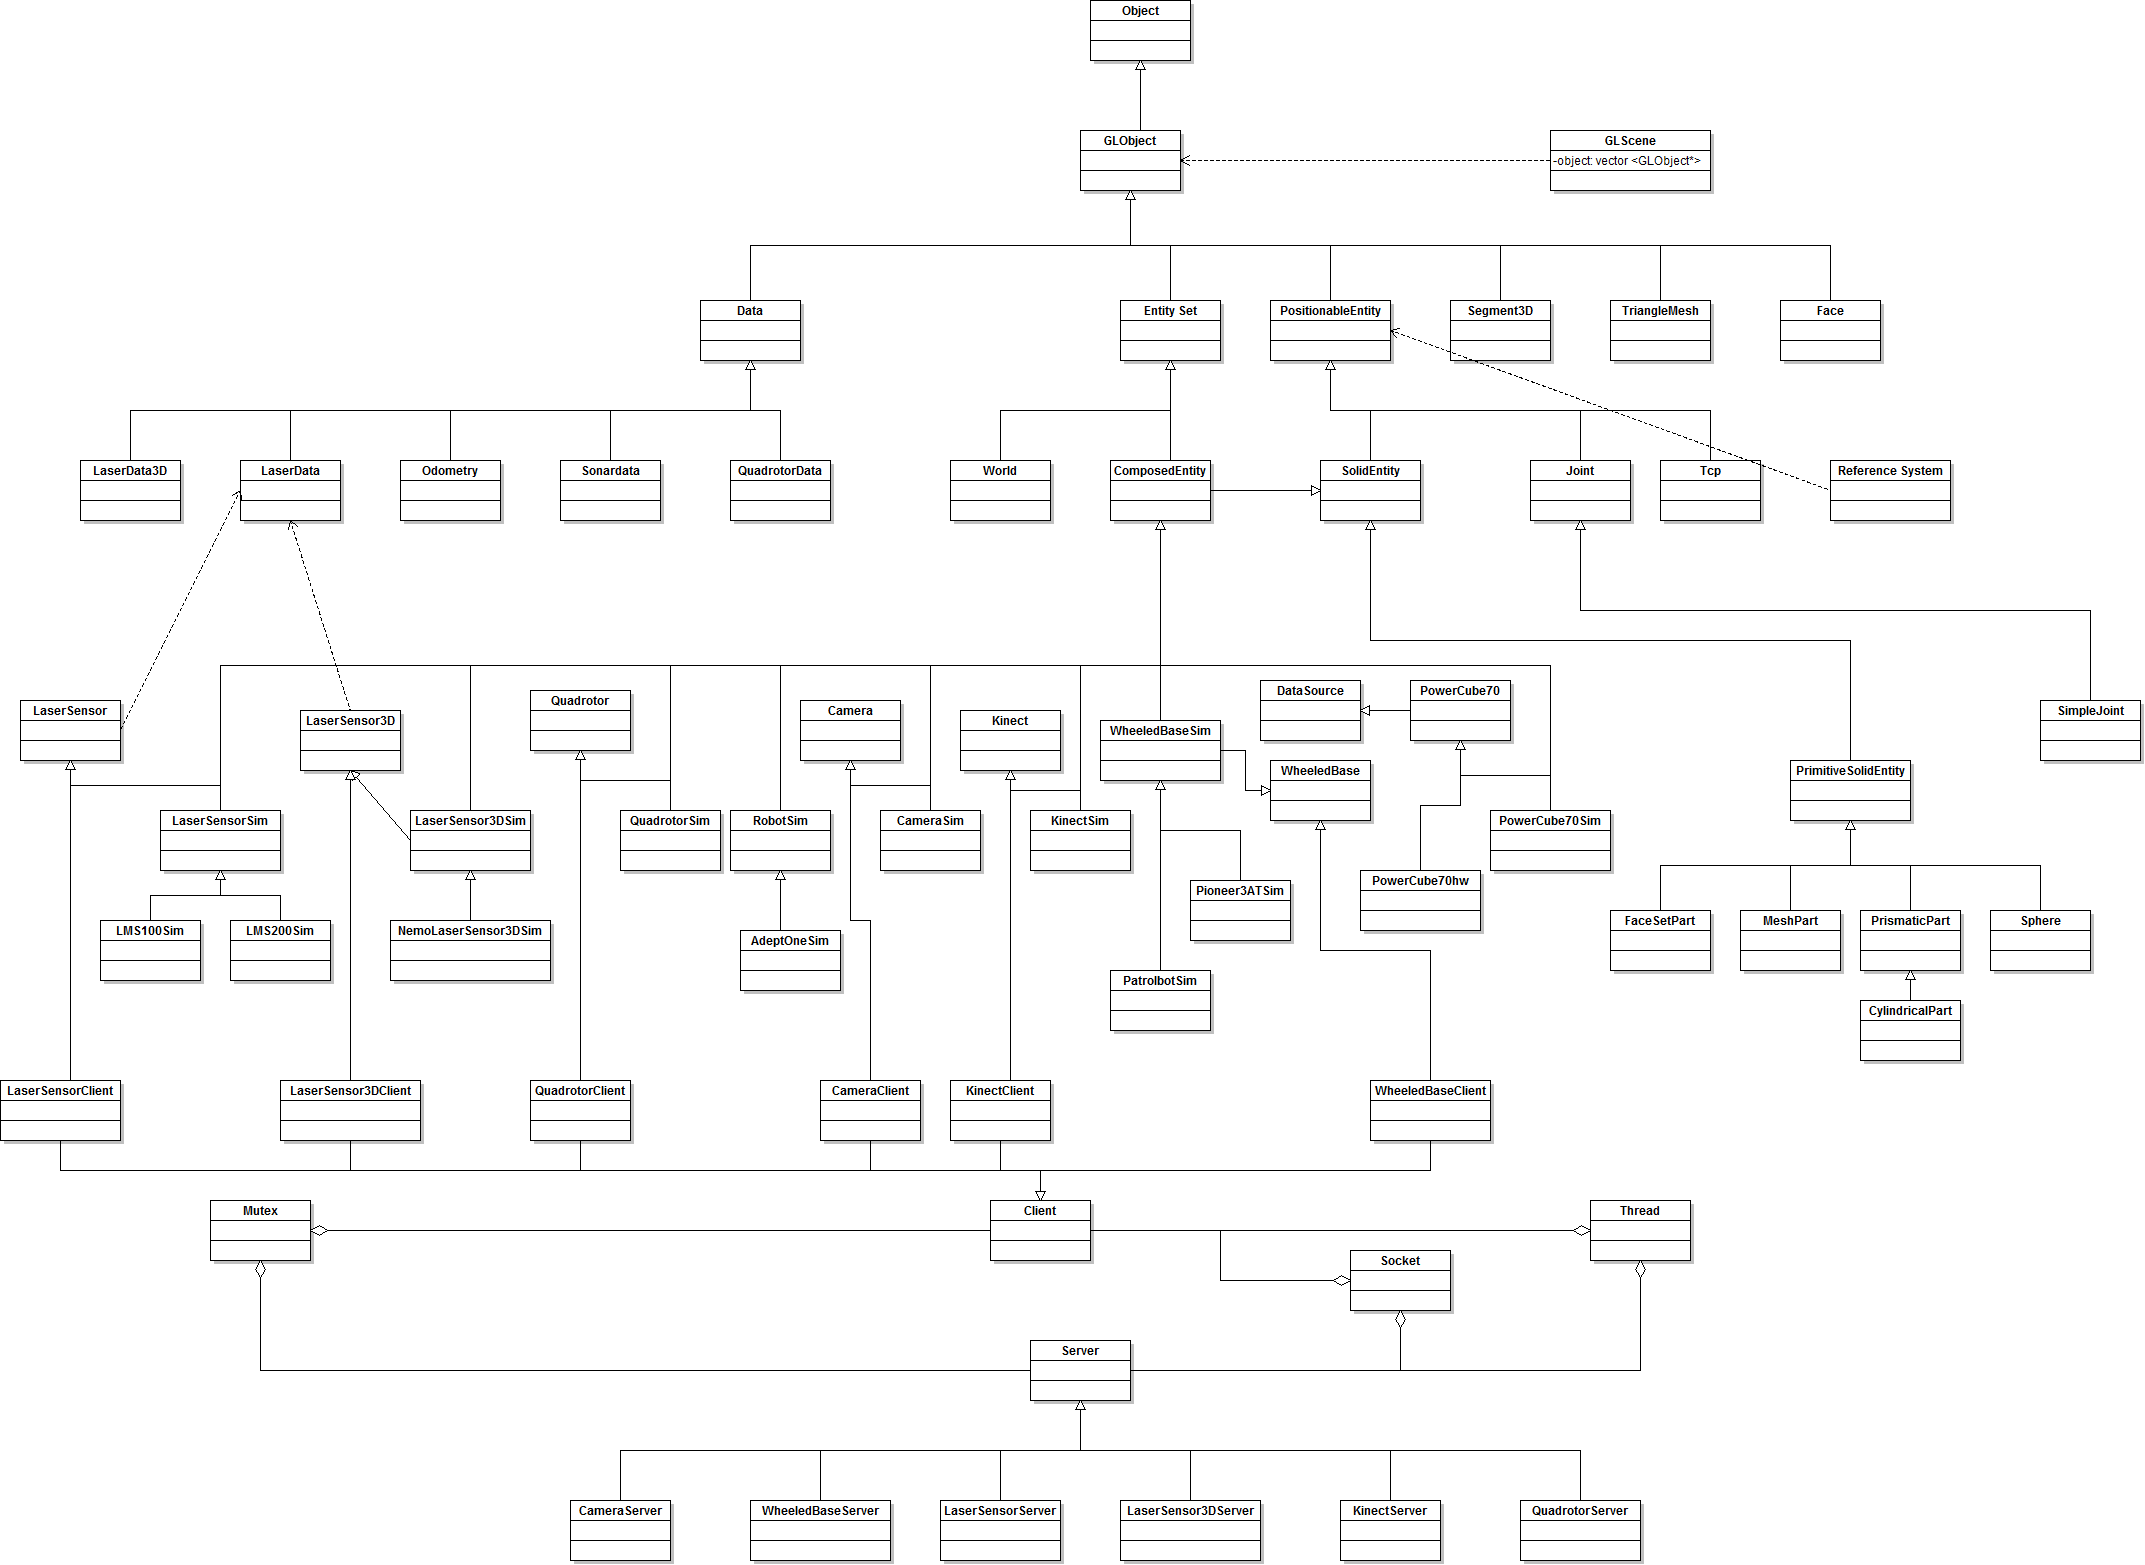 Object
GLObject
GLScene
-object: vector <GLObject*>
Data
Entity Set
PositionableEntity
Segment3D
TriangleMesh
Face
LaserData3D
LaserData
Odometry
Sonardata
QuadrotorData
World
ComposedEntity
SolidEntity
Joint
Tcp
Reference System
LaserSensor
LaserSensor3D
Quadrotor
Camera
Kinect
WheeledBaseSim
DataSource
PowerCube70
SimpleJoint
WheeledBase
PrimitiveSolidEntity
LaserSensorSim
LaserSensor3DSim
QuadrotorSim
RobotSim
CameraSim
KinectSim
PowerCube70Sim
Pioneer3ATSim
PowerCube70hw
LMS100Sim
LMS200Sim
NemoLaserSensor3DSim
AdeptOneSim
FaceSetPart
MeshPart
PrismaticPart
Sphere
PatrolbotSim
CylindricalPart
LaserSensorClient
LaserSensor3DClient
QuadrotorClient
CameraClient
KinectClient
WheeledBaseClient
Mutex
Client
Thread
Socket
Server
CameraServer
WheeledBaseServer
LaserSensorServer
LaserSensor3DServer
KinectServer
QuadrotorServer